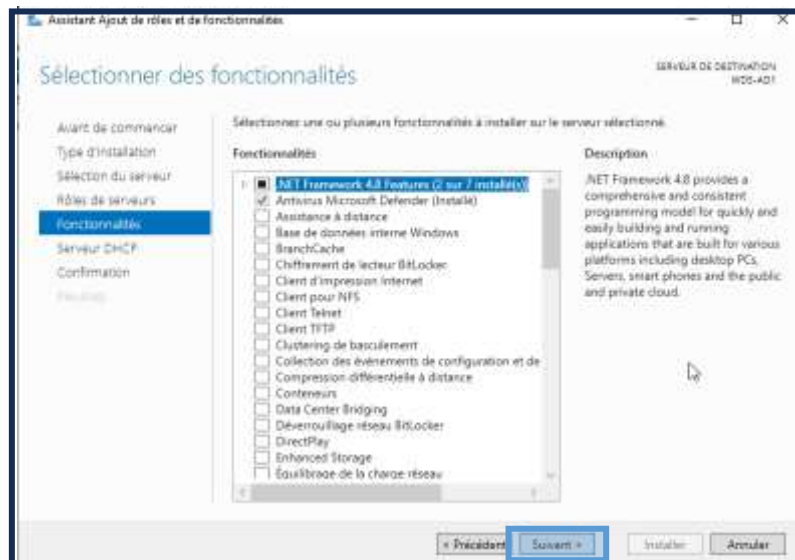 Assistant Ajout de rôles et de fonctionnalités
Sélectionner des fonctionnalités
SERVEUR DE DESTINATION
WDS-AD1
Avant de commencer
Type d'installation
Sélection du serveur
Rôles de serveurs
Fonctionnalités
Serveur DHCP
Confirmation
Résultats
Sélectionnez une ou plusieurs fonctionnalités à installer sur le serveur sélectionné.
Fonctionnalités
.NET Framework 4.8 Features (2 sur 7 installé(s))
Antivirus Microsoft Defender (Installé)
Assistance à distance
Base de données interne Windows
BranchCache
Chiffrement de lecteur BitLocker
Client d'impression Internet
Client pour NFS
Client Telnet
Client TFTP
Clustering de basculement
Collection des événements de configuration et de
Compression différentielle à distance
Conteneurs
Data Center Bridging
Déverrouillage réseau BitLocker
DirectPlay
Enhanced Storage
Équilibrage de la charge réseau
Description
.NET Framework 4.8 provides a
comprehensive and consistent
programming model for quickly and
easily building and running
applications that are built for various
platforms including desktop PCs,
Servers, smart phones and the public
and private cloud.
< Précédent
Suivant >
Installer
Annuler